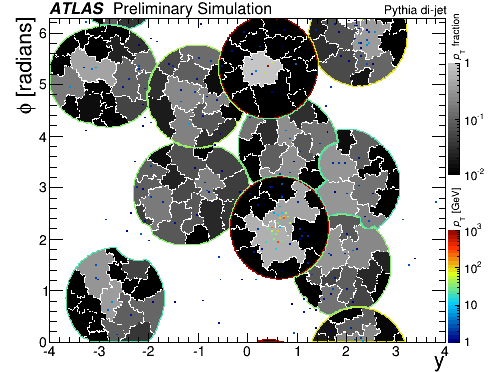 ATLAS Preliminary Simulation
Pythia di-jet
ϕ [radians]
6
5
4
3
2
1
0
-4 -3 -2 -1 0 1 2 3 4
y
p_T fraction
1
10^-1
10^-2
p_T [GeV]
10^3
10^2
10
1